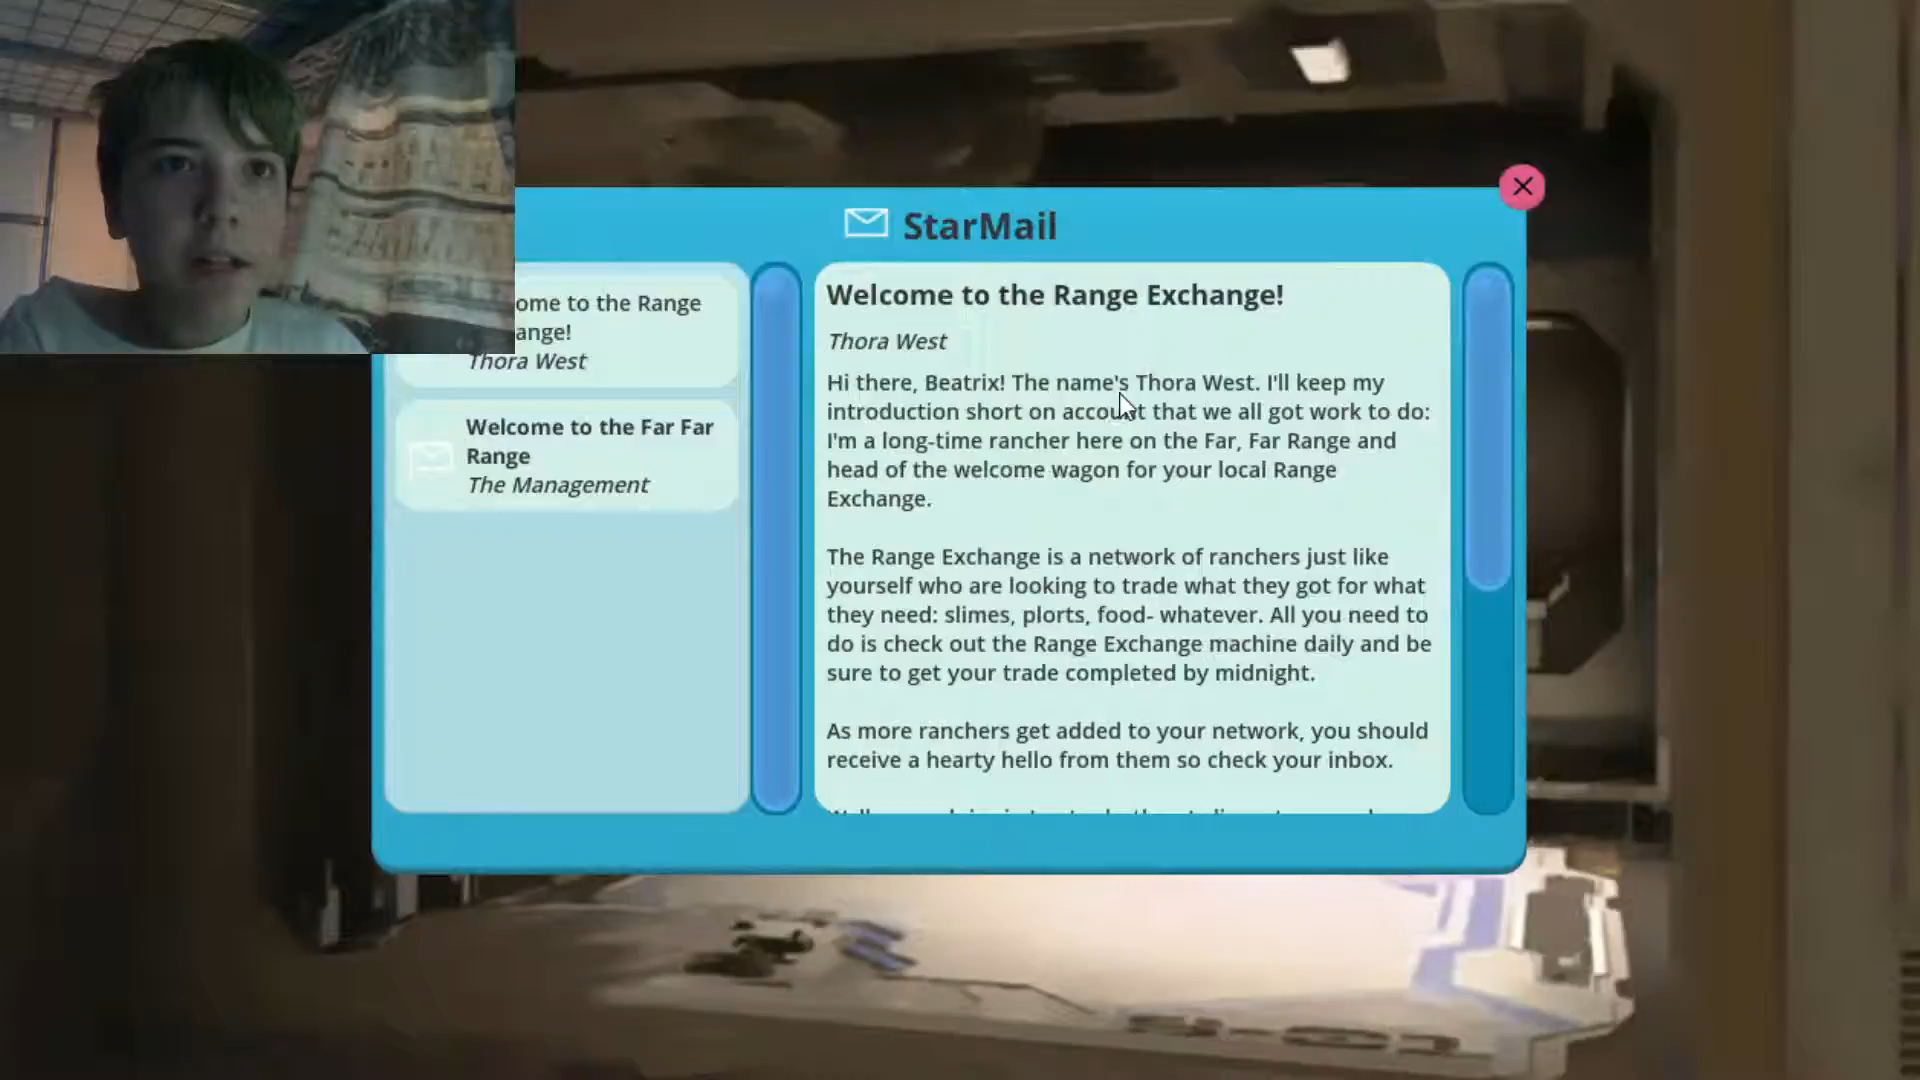 StarMail
ome to the Range
ange!
Thora West
Welcome to the Far Far
Range
The Management
Welcome to the Range Exchange!
Thora West
Hi there, Beatrix! The name's Thora West. I'll keep my
introduction short on account that we all got work to do:
I'm a long-time rancher here on the Far, Far Range and
head of the welcome wagon for your local Range
Exchange.
The Range Exchange is a network of ranchers just like
yourself who are looking to trade what they got for what
they need: slimes, plorts, food- whatever. All you need to
do is check out the Range Exchange machine daily and be
sure to get your trade completed by midnight.
As more ranchers get added to your network, you should
receive a hearty hello from them so check your inbox.